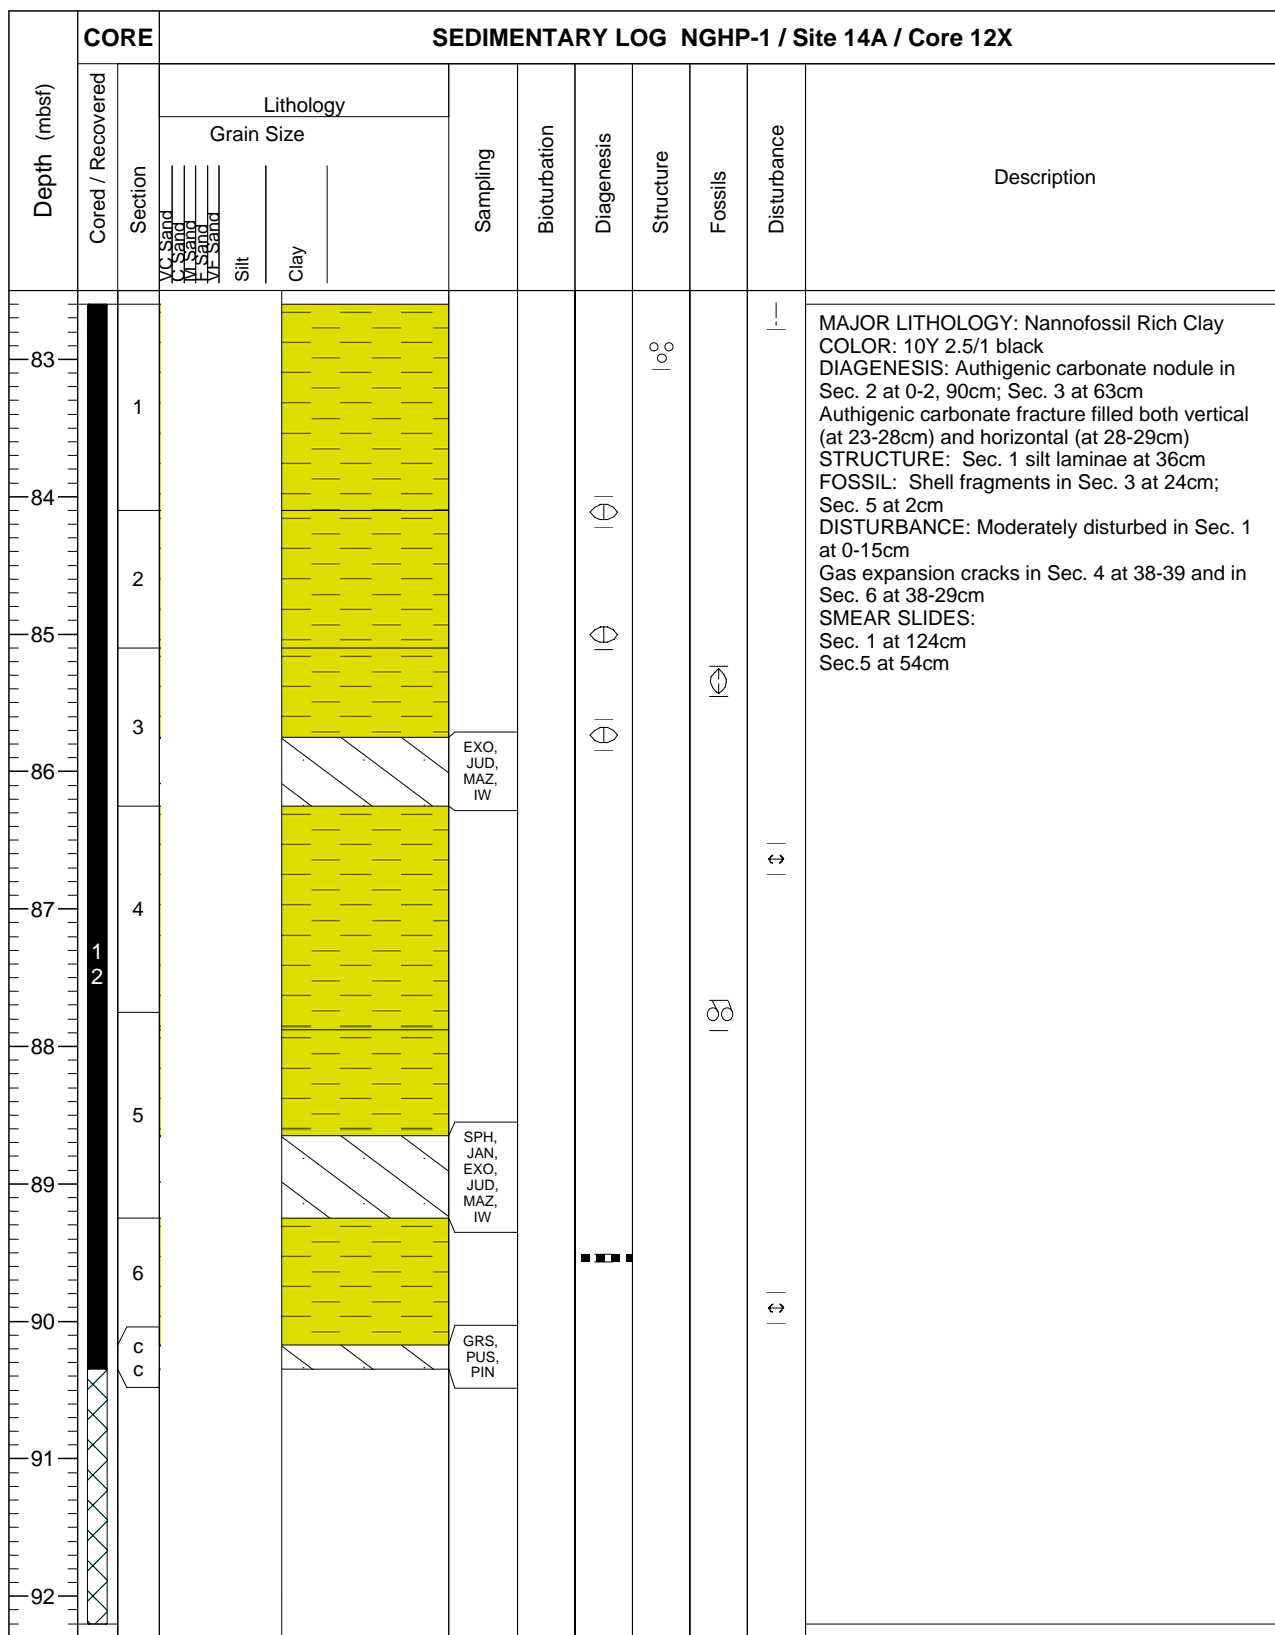 CORE
SEDIMENTARY LOG NGHP-1 / Site 14A / Core 12X
Depth (mbsf)
Cored / Recovered
Section
Lithology
Grain Size
VC Sand
C Sand
M Sand
F Sand
VF Sand
Silt
Clay
Sampling
Bioturbation
Diagenesis
Structure
Fossils
Disturbance
Description
MAJOR LITHOLOGY: Nannofossil Rich Clay
COLOR: 10Y 2.5/1 black
DIAGENESIS: Authigenic carbonate nodule in
Sec. 2 at 0-2, 90cm; Sec. 3 at 63cm
Authigenic carbonate fracture filled both vertical
(at 23-28cm) and horizontal (at 28-29cm)
STRUCTURE: Sec. 1 silt laminae at 36cm
FOSSIL: Shell fragments in Sec. 3 at 24cm;
Sec. 5 at 2cm
DISTURBANCE: Moderately disturbed in Sec. 1
at 0-15cm
Gas expansion cracks in Sec. 4 at 38-39 and in
Sec. 6 at 38-29cm
SMEAR SLIDES:
Sec. 1 at 124cm
Sec.5 at 54cm
83
1
84
2
85
3
EXO,
JUD,
MAZ,
IW
86
87
4
1
2
88
5
SPH,
JAN,
EXO,
JUD,
MAZ,
IW
89
6
90
c
c
GRS,
PUS,
PIN
91
92